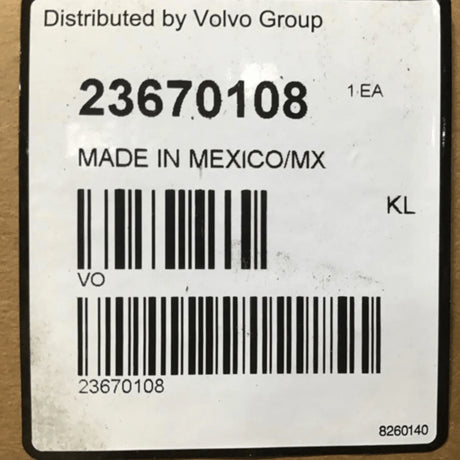 Distributed by Volvo Group
23670108 1 EA
MADE IN MEXICO/MX
KL
VO
23670108
8260140